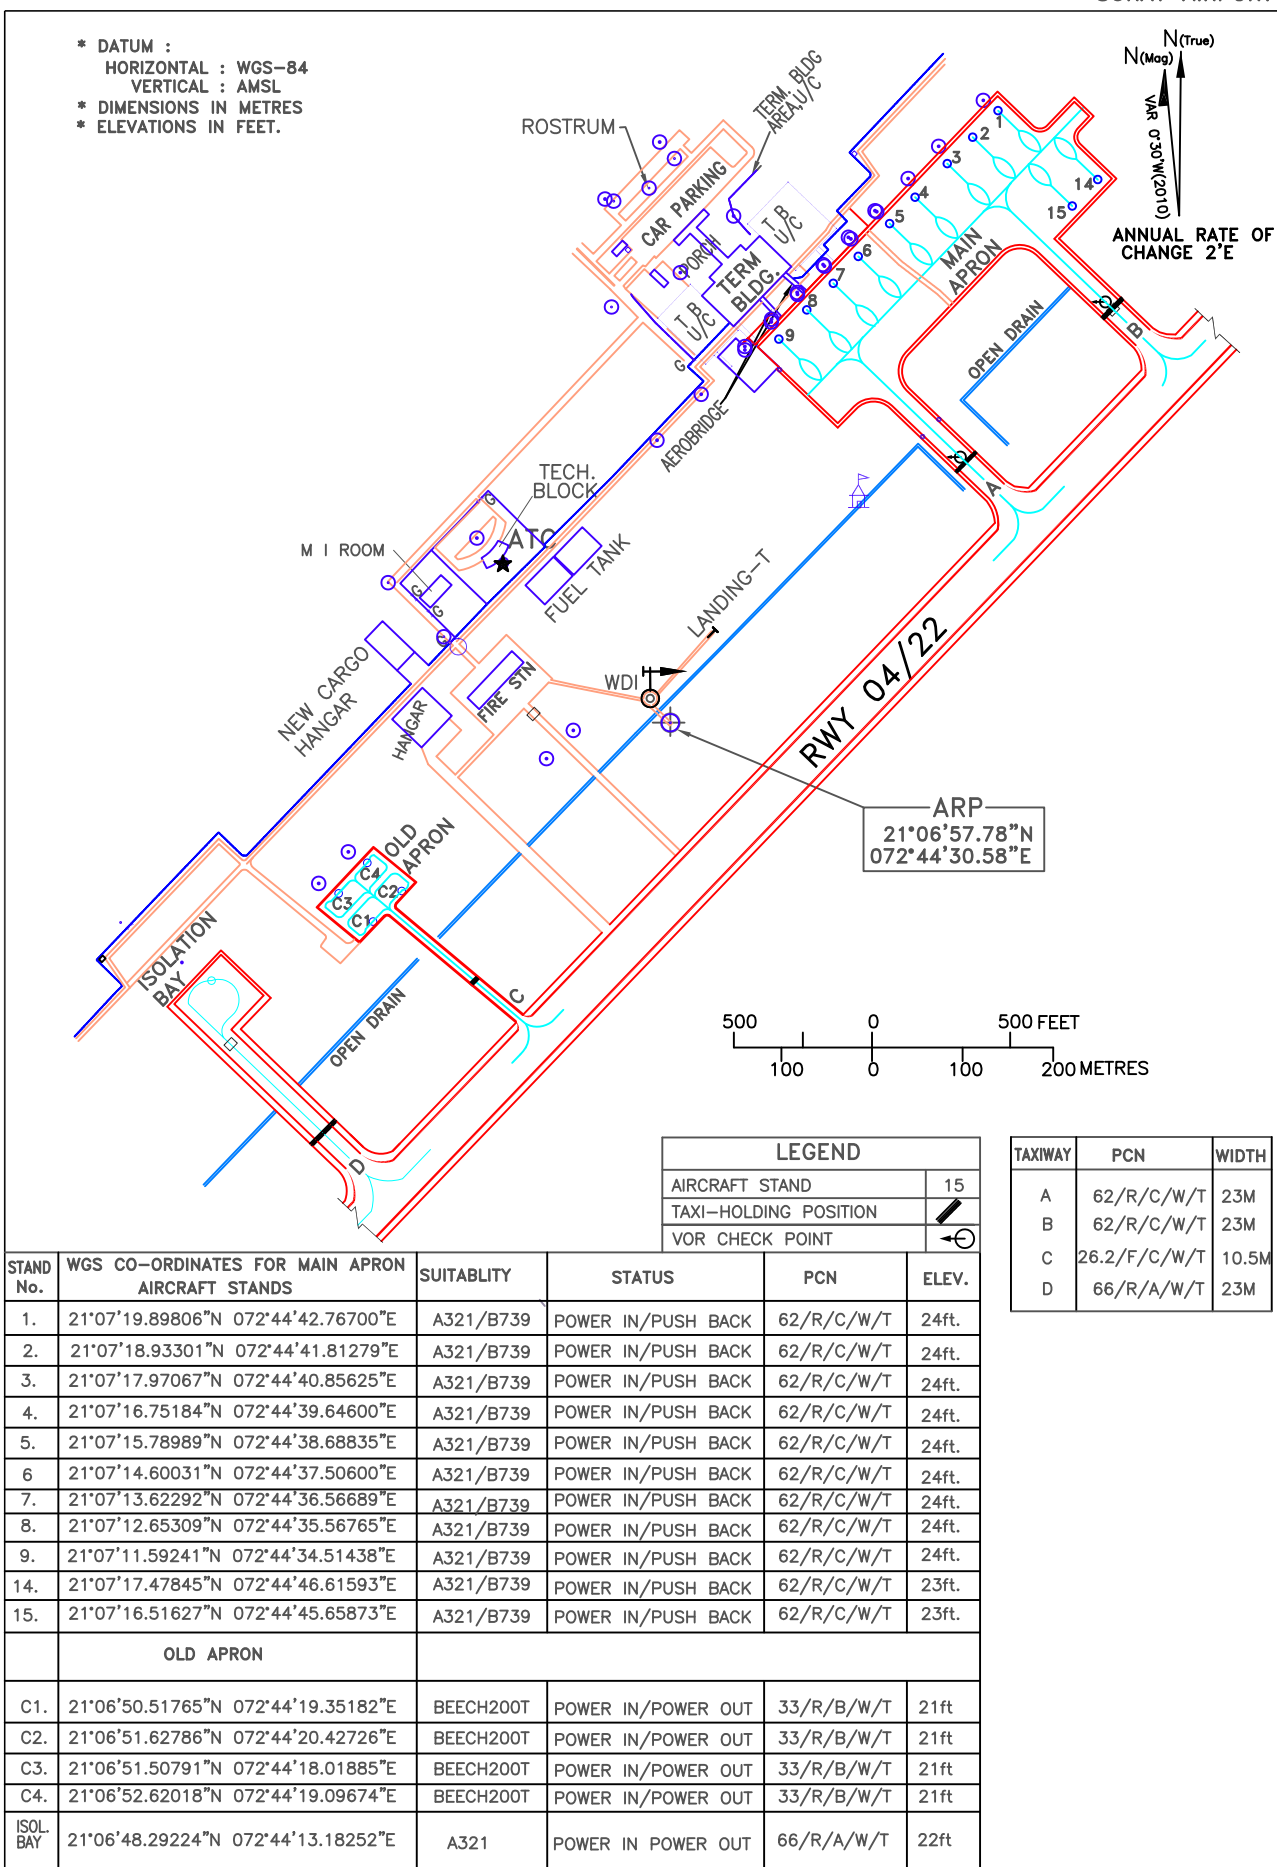 * DATUM :
HORIZONTAL : WGS-84
VERTICAL : AMSL
* DIMENSIONS IN METRES
* ELEVATIONS IN FEET.
N(True)
N(Mag)
VAR 0°30'W(2010)
ANNUAL RATE OF
CHANGE 2'E
ROSTRUM
TERM. BLDG
AREA,U/C
CAR PARKING
PORCH
T B
U/C
TERM
BLDG.
T B
U/C
G
AEROBRIDGE
1
2
3
4
5
6
7
8
9
14
15
MAIN
APRON
OPEN DRAIN
B
A
TECH.
BLOCK
G
ATC
M I ROOM
G
G
G
FUEL TANK
LANDING-T
WDI
NEW CARGO
HANGAR
HANGAR
FIRE STN
RWY 04/22
ARP
21°06'57.78"N
072°44'30.58"E
OLD
APRON
C4
C2
C3
C1
ISOLATION
BAY
OPEN DRAIN
C
D
500 0 500 FEET
100 0 100 200 METRES
LEGEND
AIRCRAFT STAND 15
TAXI-HOLDING POSITION
VOR CHECK POINT
TAXIWAY PCN WIDTH
A 62/R/C/W/T 23M
B 62/R/C/W/T 23M
C 26.2/F/C/W/T 10.5M
D 66/R/A/W/T 23M
STAND No. WGS CO-ORDINATES FOR MAIN APRON AIRCRAFT STANDS SUITABLITY STATUS PCN ELEV.
1. 21°07'19.89806"N 072°44'42.76700"E A321/B739 POWER IN/PUSH BACK 62/R/C/W/T 24ft.
2. 21°07'18.93301"N 072°44'41.81279"E A321/B739 POWER IN/PUSH BACK 62/R/C/W/T 24ft.
3. 21°07'17.97067"N 072°44'40.85625"E A321/B739 POWER IN/PUSH BACK 62/R/C/W/T 24ft.
4. 21°07'16.75184"N 072°44'39.64600"E A321/B739 POWER IN/PUSH BACK 62/R/C/W/T 24ft.
5. 21°07'15.78989"N 072°44'38.68835"E A321/B739 POWER IN/PUSH BACK 62/R/C/W/T 24ft.
6 21°07'14.60031"N 072°44'37.50600"E A321/B739 POWER IN/PUSH BACK 62/R/C/W/T 24ft.
7. 21°07'13.62292"N 072°44'36.56689"E A321/B739 POWER IN/PUSH BACK 62/R/C/W/T 24ft.
8. 21°07'12.65309"N 072°44'35.56765"E A321/B739 POWER IN/PUSH BACK 62/R/C/W/T 24ft.
9. 21°07'11.59241"N 072°44'34.51438"E A321/B739 POWER IN/PUSH BACK 62/R/C/W/T 24ft.
14. 21°07'17.47845"N 072°44'46.61593"E A321/B739 POWER IN/PUSH BACK 62/R/C/W/T 23ft.
15. 21°07'16.51627"N 072°44'45.65873"E A321/B739 POWER IN/PUSH BACK 62/R/C/W/T 23ft.
OLD APRON
C1. 21°06'50.51765"N 072°44'19.35182"E BEECH200T POWER IN/POWER OUT 33/R/B/W/T 21ft
C2. 21°06'51.62786"N 072°44'20.42726"E BEECH200T POWER IN/POWER OUT 33/R/B/W/T 21ft
C3. 21°06'51.50791"N 072°44'18.01885"E BEECH200T POWER IN/POWER OUT 33/R/B/W/T 21ft
C4. 21°06'52.62018"N 072°44'19.09674"E BEECH200T POWER IN/POWER OUT 33/R/B/W/T 21ft
ISOL. BAY 21°06'48.29224"N 072°44'13.18252"E A321 POWER IN POWER OUT 66/R/A/W/T 22ft